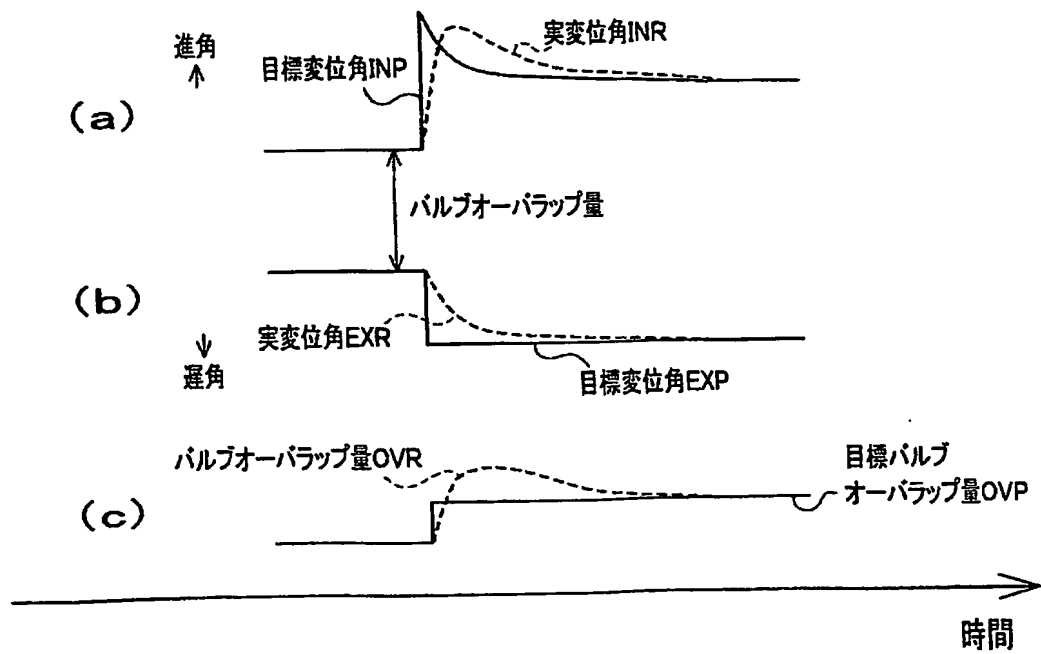 進角
実変位角INR
目標変位角INP
(a)
バルブオーバラップ量
(b)
実変位角EXR
遅角
目標変位角EXP
バルブオーバラップ量OVR
目標バルブ
オーバラップ量OVP
(c)
時間